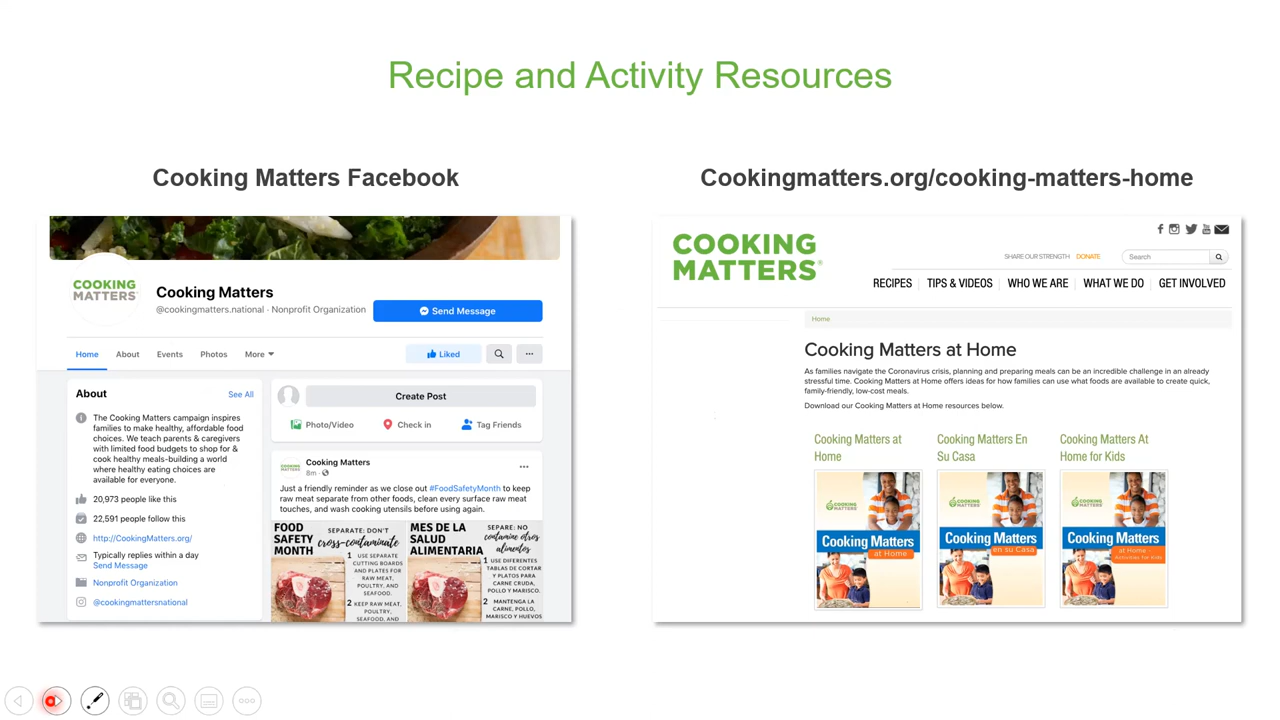 Recipe and Activity Resources
Cooking Matters Facebook
COOKING
MATTERS
Cooking Matters
@cookingmatters.national · Nonprofit Organization
Send Message
Home
About
Events
Photos
More
Liked
About
See All
The Cooking Matters campaign inspires
families to make healthy, affordable food
choices. We teach parents & caregivers
with limited food budgets to shop for &
cook healthy meals-building a world
where healthy eating choices are
available for everyone.
20,973 people like this
22,591 people follow this
http://CookingMatters.org/
Typically replies within a day
Send Message
Nonprofit Organization
@cookingmattersnational
Create Post
Photo/Video
Check in
Tag Friends
Cooking Matters
8m ·
Just a friendly reminder as we close out #FoodSafetyMonth to keep
raw meat separate from other foods, clean every surface raw meat
touches, and wash cooking utensils before using again.
FOOD
SAFETY
MONTH
SEPARATE: DON'T
cross-contaminate
1 USE SEPARATE
CUTTING BOARDS
AND PLATES FOR
RAW MEAT,
POULTRY, AND
SEAFOOD.
2 KEEP RAW MEAT,
POULTRY,
SEAFOOD, AND
MES DE LA
SALUD
ALIMENTARIA
SEPARE: NO
contamine otros
alimentos
1 USE DIFERENTES
TABLAS DE CORTAR
Y PLATOS PARA
CARNE CRUDA,
POLLO Y MARISCO.
2 MANTENGA LA
CARNE, POLLO,
MARISCO Y HUEVOS
Cookingmatters.org/cooking-matters-home
COOKING
MATTERS®
SHARE OUR STRENGTH
DONATE
Search
RECIPES
TIPS & VIDEOS
WHO WE ARE
WHAT WE DO
GET INVOLVED
Home
Cooking Matters at Home
As families navigate the Coronavirus crisis, planning and preparing meals can be an incredible challenge in an already
stressful time. Cooking Matters at Home offers ideas for how families can use what foods are available to create quick,
family-friendly, low-cost meals.
Download our Cooking Matters at Home resources below.
Cooking Matters at
Home
COOKING
MATTERS
Cooking Matters
at Home
Cooking Matters En
Su Casa
COOKING
MATTERS
Cooking Matters
en su Casa
Cooking Matters At
Home for Kids
COOKING
MATTERS
Cooking Matters
at Home -
Activities for Kids